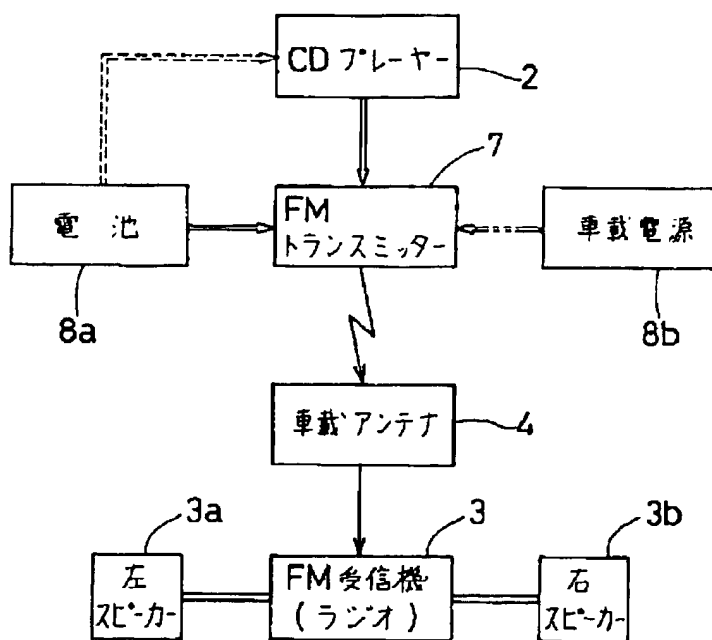 CDプレーヤー
2
7
電池
FM
トランスミッター
車載電源
8a
8b
車載アンテナ
4
3a
3
3b
左
スピーカー
FM受信機
(ラジオ)
右
スピーカー